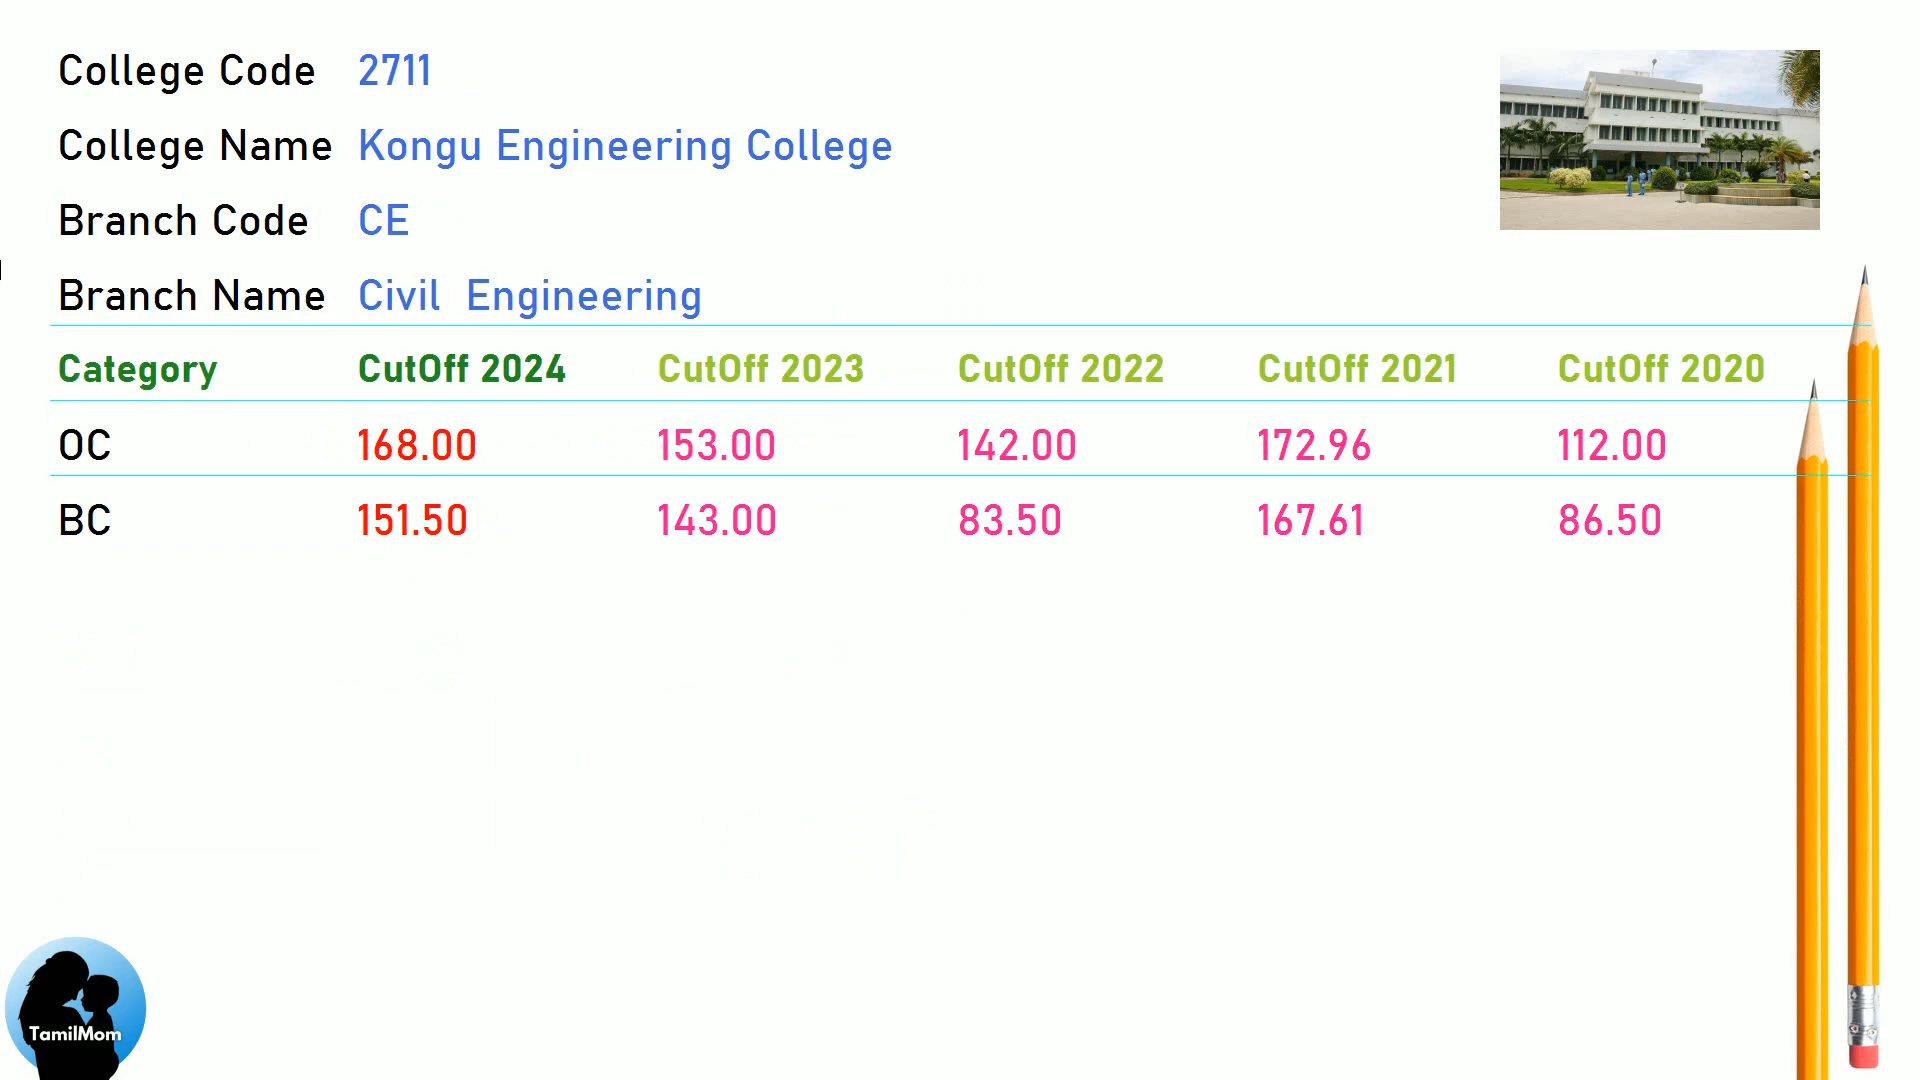 College Code 2711
College Name Kongu Engineering College
Branch Code CE
Branch Name Civil Engineering
Category CutOff 2024 CutOff 2023 CutOff 2022 CutOff 2021 CutOff 2020
OC 168.00 153.00 142.00 172.96 112.00
BC 151.50 143.00 83.50 167.61 86.50
TamilMom